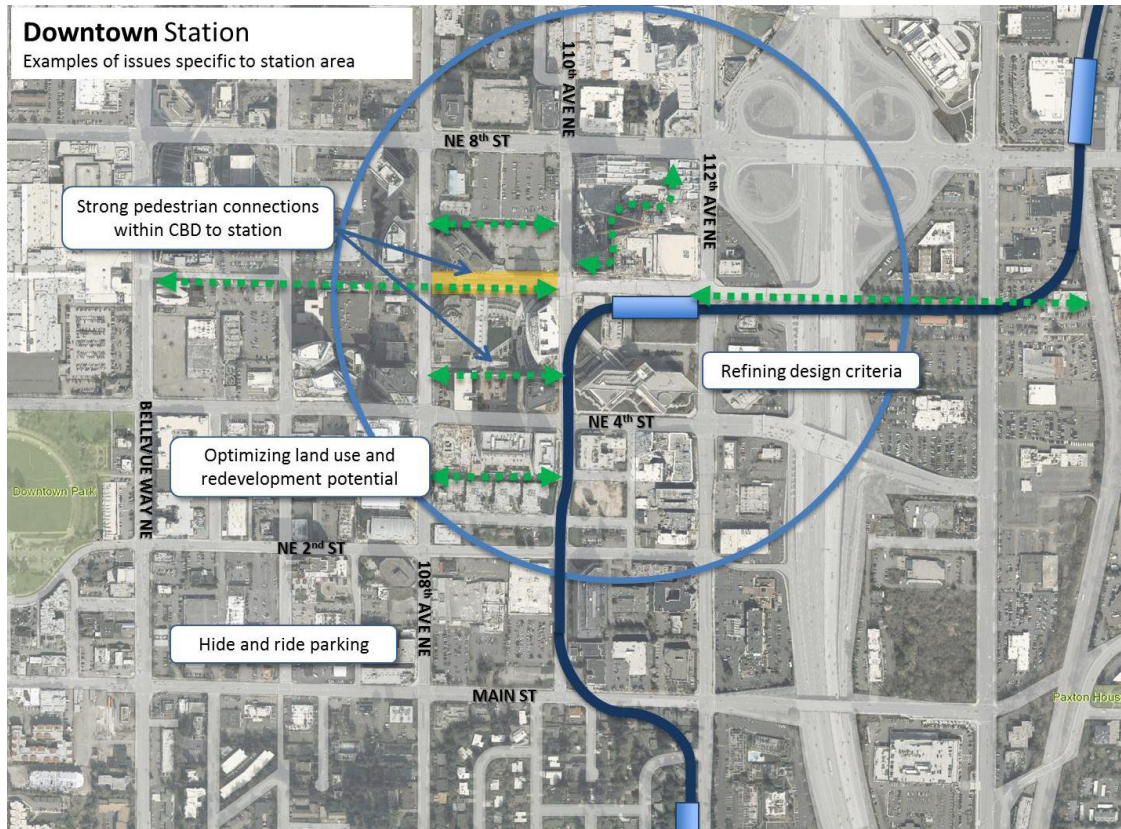 Downtown Station
Examples of issues specific to station area
110th AVE NE
NE 8th ST
112th AVE NE
Strong pedestrian connections
within CBD to station
Refining design criteria
BELLEVUE WAY NE
NE 4th ST
Optimizing land use and
redevelopment potential
Downtown Park
NE 2nd ST
108th AVE NE
Hide and ride parking
MAIN ST
Paxton Hous